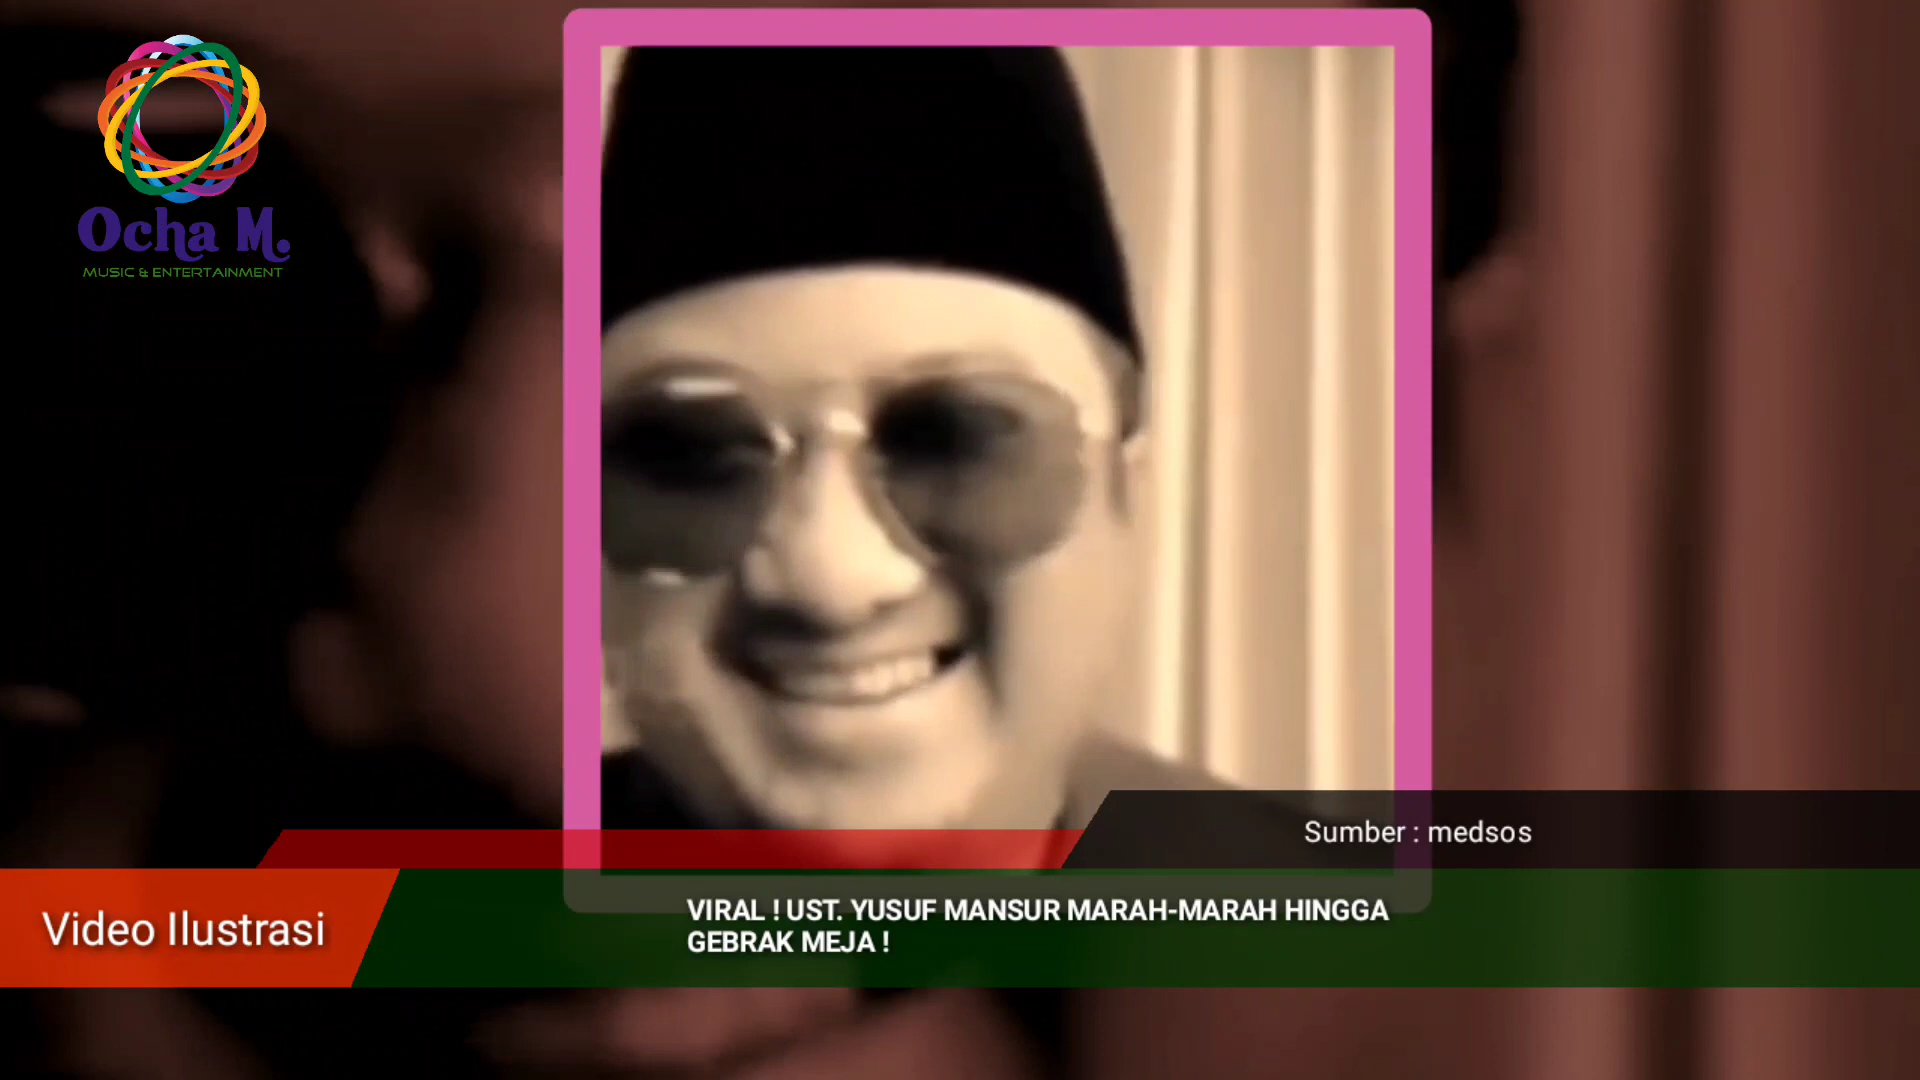 Ocha M.
MUSIC & ENTERTAINMENT
Sumber : medsos
Video Ilustrasi
VIRAL ! UST. YUSUF MANSUR MARAH-MARAH HINGGA
GEBRAK MEJA !